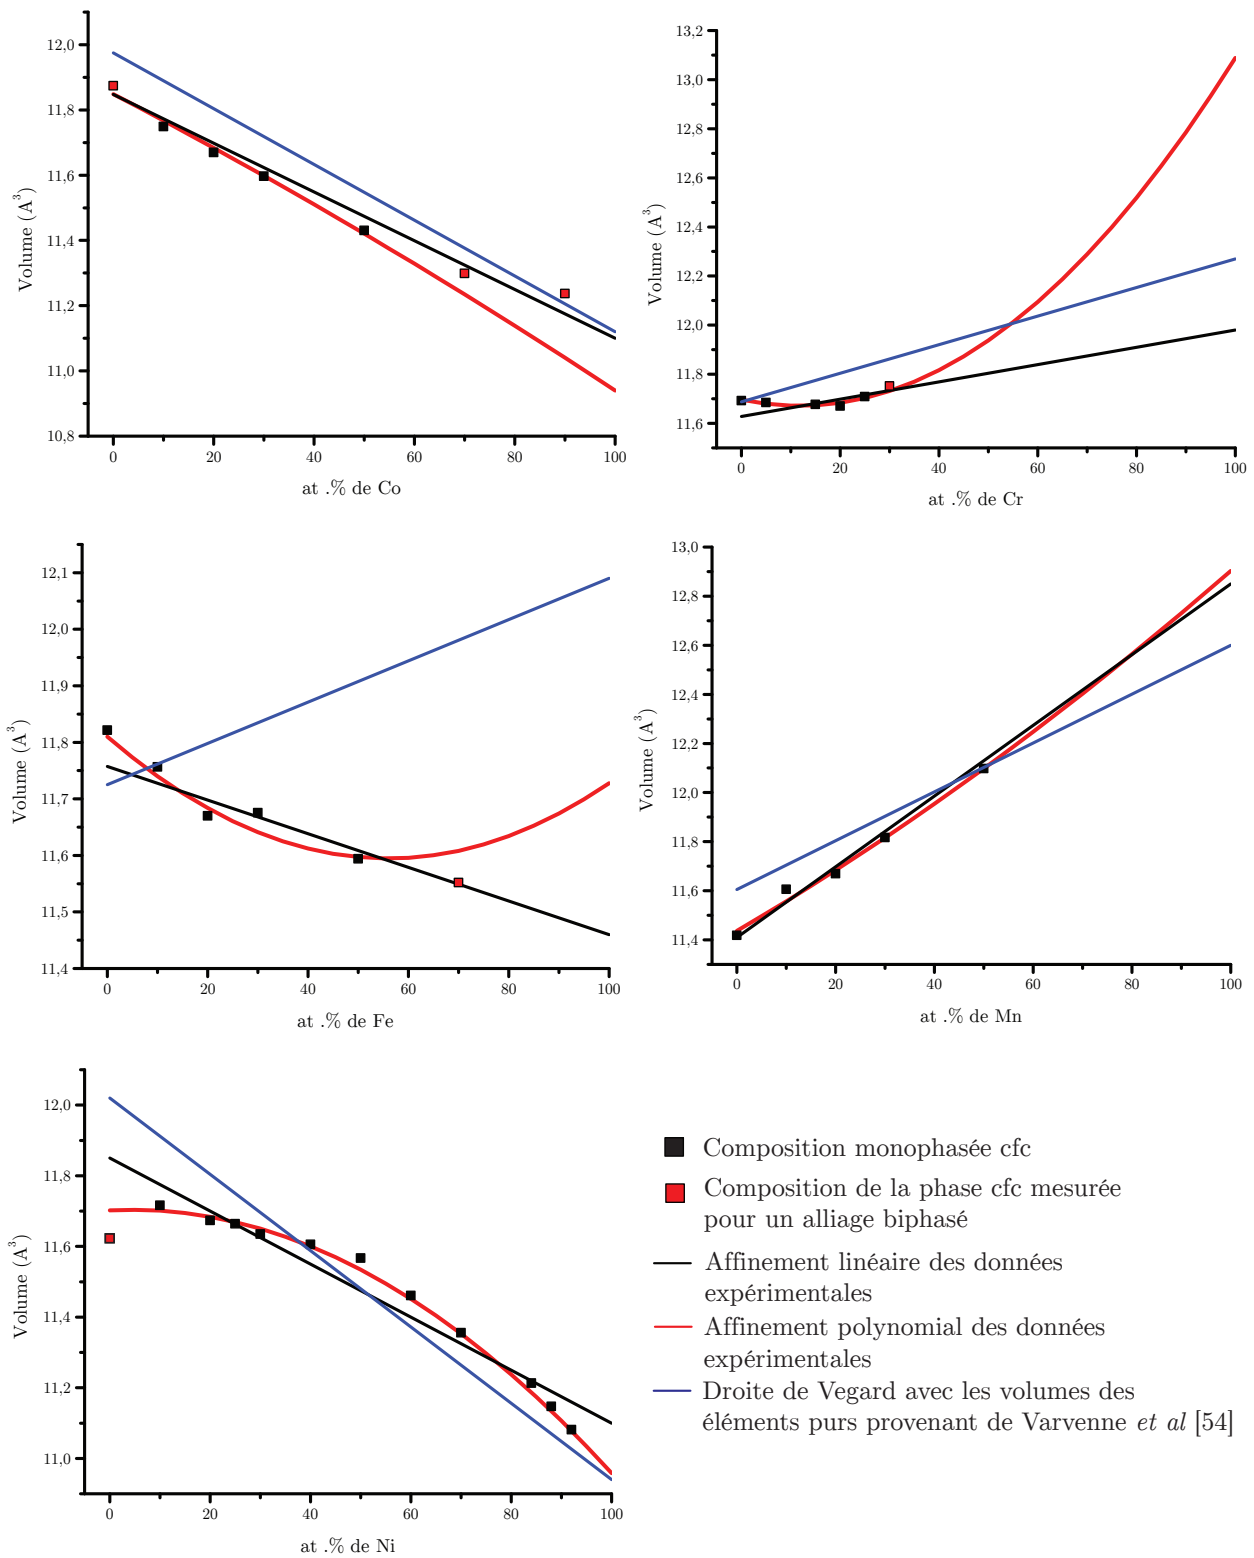 12,0
11,8
11,6
11,4
11,2
11,0
10,8
Volume (A³)
0 20 40 60 80 100
at .% de Co
13,2
13,0
12,8
12,6
12,4
12,2
12,0
11,8
11,6
Volume (A³)
0 20 40 60 80 100
at .% de Cr
12,1
12,0
11,9
11,8
11,7
11,6
11,5
11,4
Volume (A³)
0 20 40 60 80 100
at .% de Fe
13,0
12,8
12,6
12,4
12,2
12,0
11,8
11,6
11,4
Volume (A³)
0 20 40 60 80 100
at .% de Mn
12,0
11,8
11,6
11,4
11,2
11,0
Volume (A³)
0 20 40 60 80 100
at .% de Ni
Composition monophasée cfc
Composition de la phase cfc mesurée
pour un alliage biphasé
Affinement linéaire des données
expérimentales
Affinement polynomial des données
expérimentales
Droite de Vegard avec les volumes des
éléments purs provenant de Varvenne et al [54]